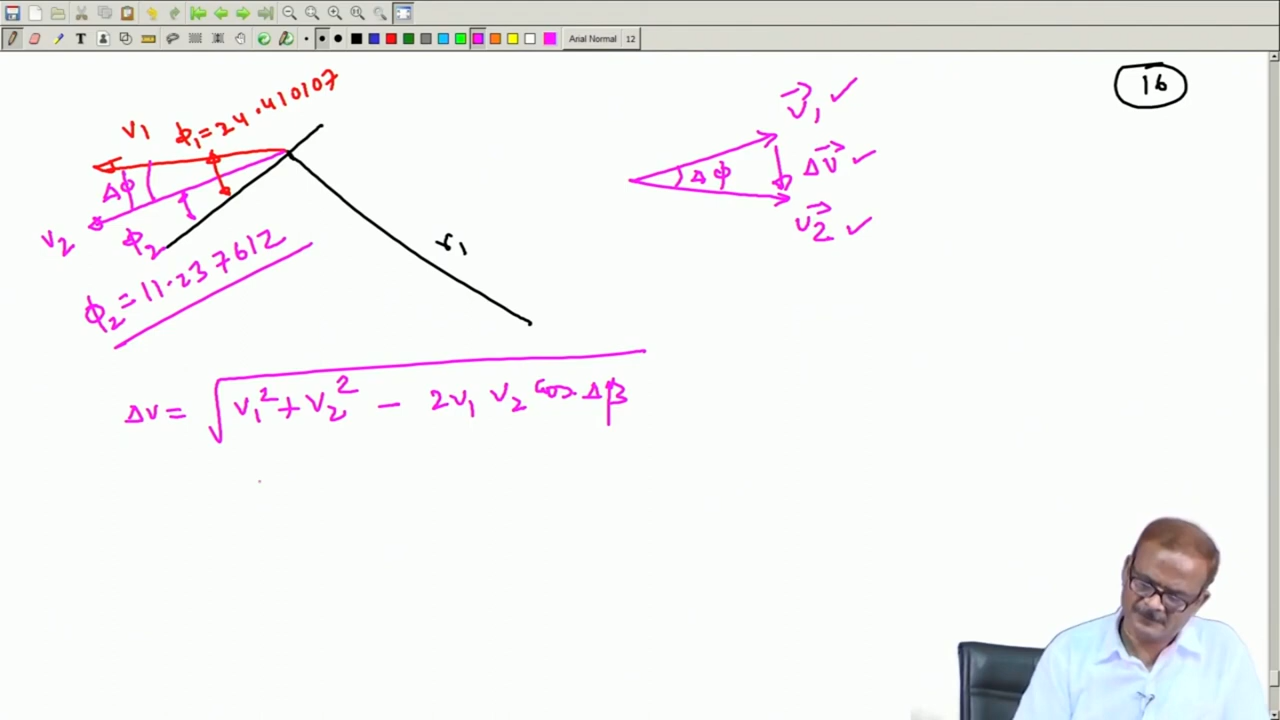 Arial Normal 12
16
v₁ φ₁ = 24.410107
Δφ
v₂ φ₂
φ₂ = 11.237612
r₁
v⃗₁ ✓
Δφ Δv⃗ ✓
v⃗₂ ✓
Δv = √(v₁² + v₂² - 2v₁ v₂ cos Δβ)